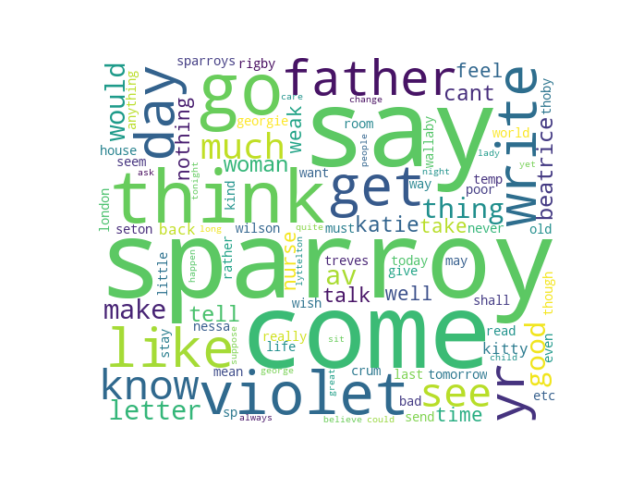 sparroys rigby father feel
would anything day go care change say write thoby
nothing georgie weak room people cant world
house much wallaby lady yet beatrice
seem ask tonight woman want night temp
think kind get way poor thing
london seton back wilson nurse must katie take never old
sparroy
little rather long quite lyttelton treves today may though
happen av give shall
make tell wish talk well come good
like stay nessa really life read kitty even
suppose sit child
know mean george violet great crum last tomorrow see yr etc
letter sp always believe could bad send time